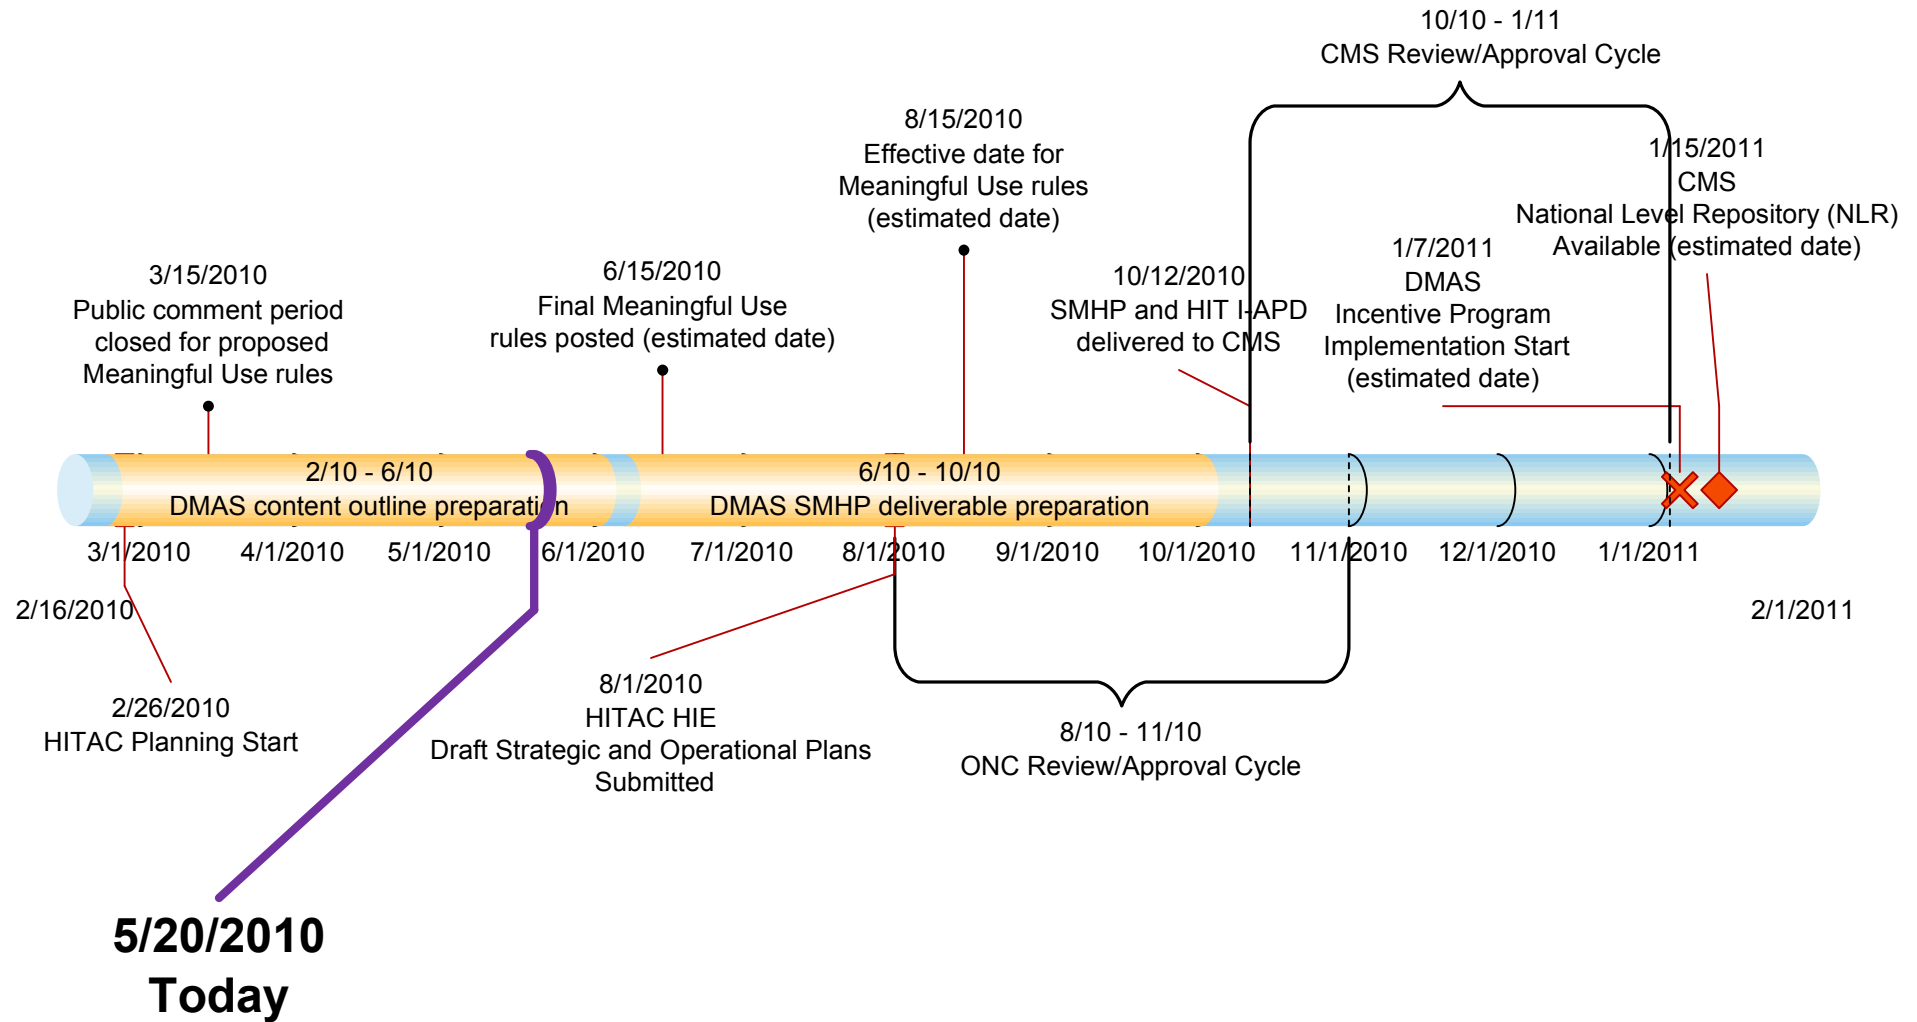 10/10 - 1/11
CMS Review/Approval Cycle
8/15/2010
Effective date for
Meaningful Use rules
(estimated date)
1/15/2011
CMS
National Level Repository (NLR)
Available (estimated date)
3/15/2010
Public comment period
closed for proposed
Meaningful Use rules
6/15/2010
Final Meaningful Use
rules posted (estimated date)
10/12/2010
SMHP and HIT I-APD
delivered to CMS
1/7/2011
DMAS
Incentive Program
Implementation Start
(estimated date)
2/10 - 6/10
DMAS content outline preparation
6/10 - 10/10
DMAS SMHP deliverable preparation
3/1/2010
4/1/2010
5/1/2010
6/1/2010
7/1/2010
8/1/2010
9/1/2010
10/1/2010
11/1/2010
12/1/2010
1/1/2011
2/16/2010
2/1/2011
2/26/2010
HITAC Planning Start
8/1/2010
HITAC HIE
Draft Strategic and Operational Plans
Submitted
8/10 - 11/10
ONC Review/Approval Cycle
5/20/2010
Today